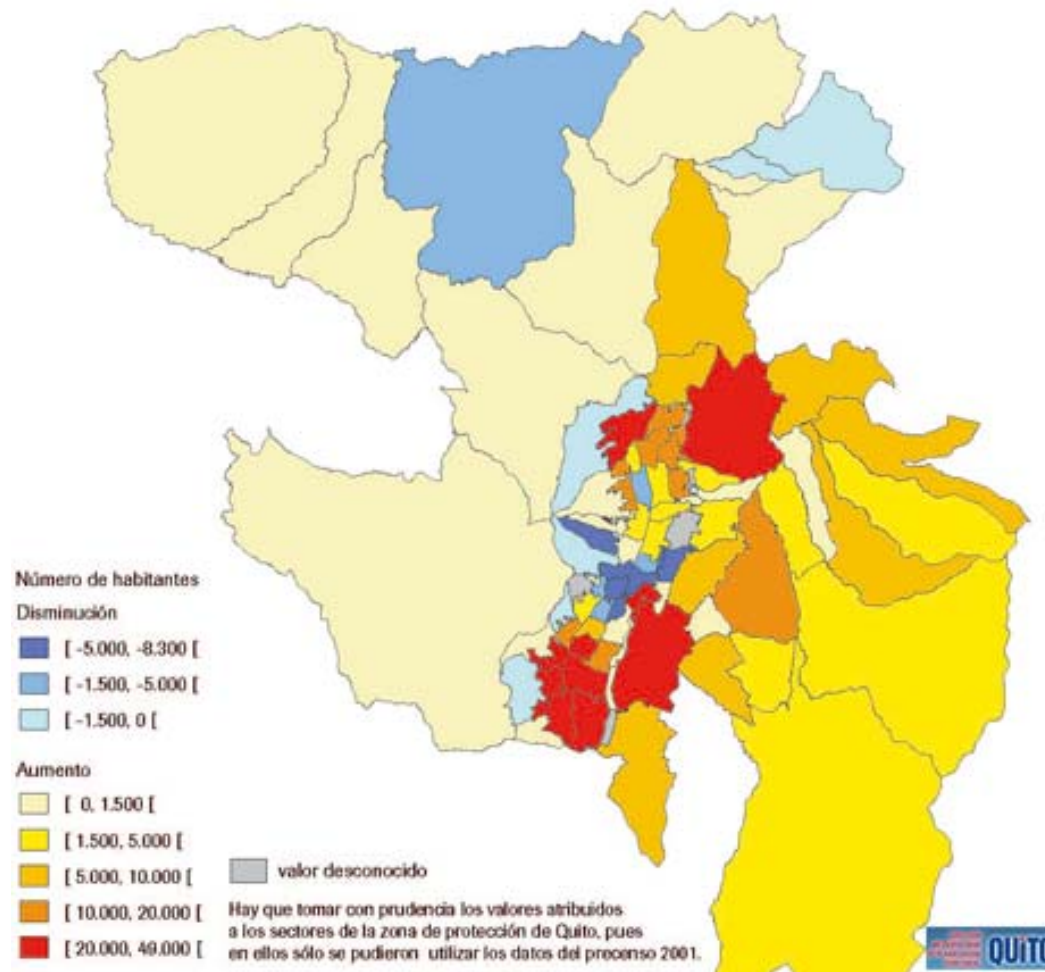 Número de habitantes
Disminución
[ -5.000, -8.300 [
[ -1.500, -5.000 [
[ -1.500, 0 [
Aumento
[ 0, 1.500 [
[ 1.500, 5.000 [
[ 5.000, 10.000 [
[ 10.000, 20.000 [
[ 20.000, 49.000 [
valor desconocido
Hay que tomar con prudencia los valores atribuidos
a los sectores de la zona de protección de Quito, pues
en ellos sólo se pudieron utilizar los datos del precenso 2001.
QUITO